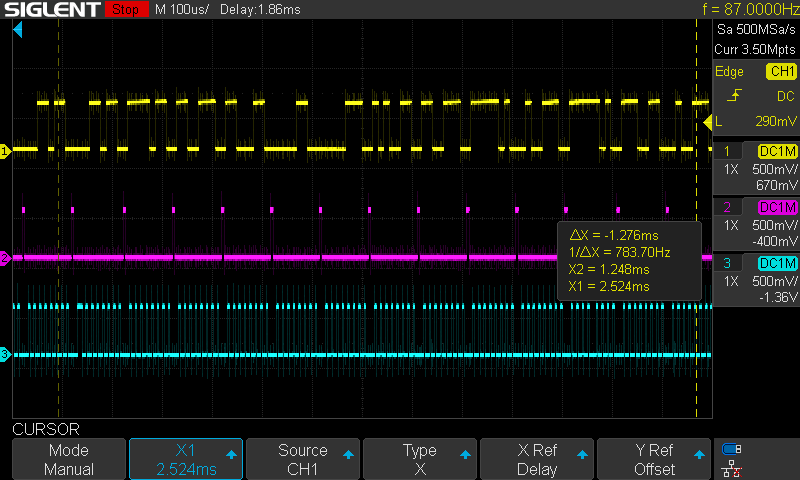 SIGLENT Stop M 100us/ Delay:1.86ms f = 87.0000Hz
Sa 500MSa/s
Curr 3.50Mpts
Edge CH1
DC
L 290mV
1 DC1M
1X 500mV/
670mV
2 DC1M
1X 500mV/
-400mV
3 DC1M
1X 500mV/
-1.36V
1
2
3
ΔX = -1.276ms
1/ΔX = 783.70Hz
X2 = 1.248ms
X1 = 2.524ms
CURSOR
Mode
Manual
X1
2.524ms
Source
CH1
Type
X
X Ref
Delay
Y Ref
Offset